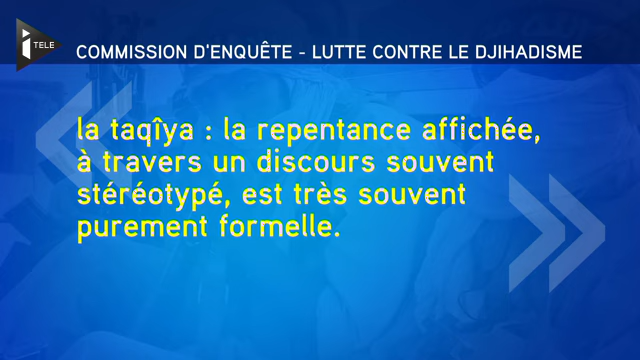 i TELE
COMMISSION D'ENQUÊTE - LUTTE CONTRE LE DJIHADISME
la taqîya : la repentance affichée,
à travers un discours souvent
stéréotypé, est très souvent
purement formelle.